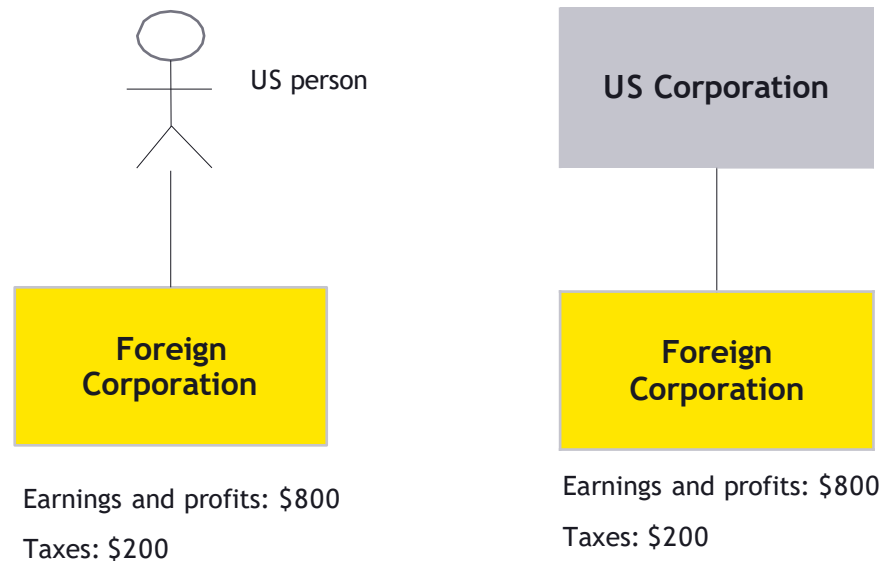 US person
US Corporation
Foreign
Corporation
Foreign
Corporation
Earnings and profits: $800
Taxes: $200
Earnings and profits: $800
Taxes: $200